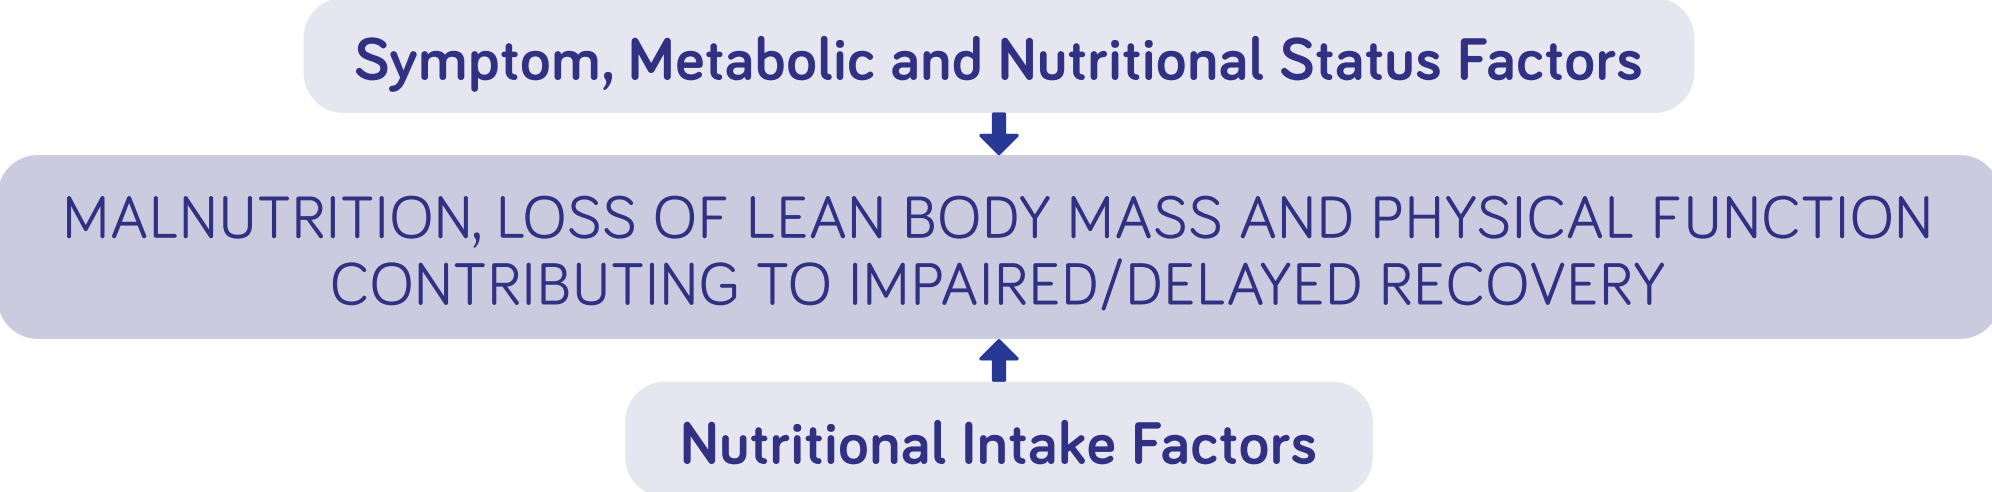 Symptom, Metabolic and Nutritional Status Factors
MALNUTRITION, LOSS OF LEAN BODY MASS AND PHYSICAL FUNCTION
CONTRIBUTING TO IMPAIRED/DELAYED RECOVERY
Nutritional Intake Factors